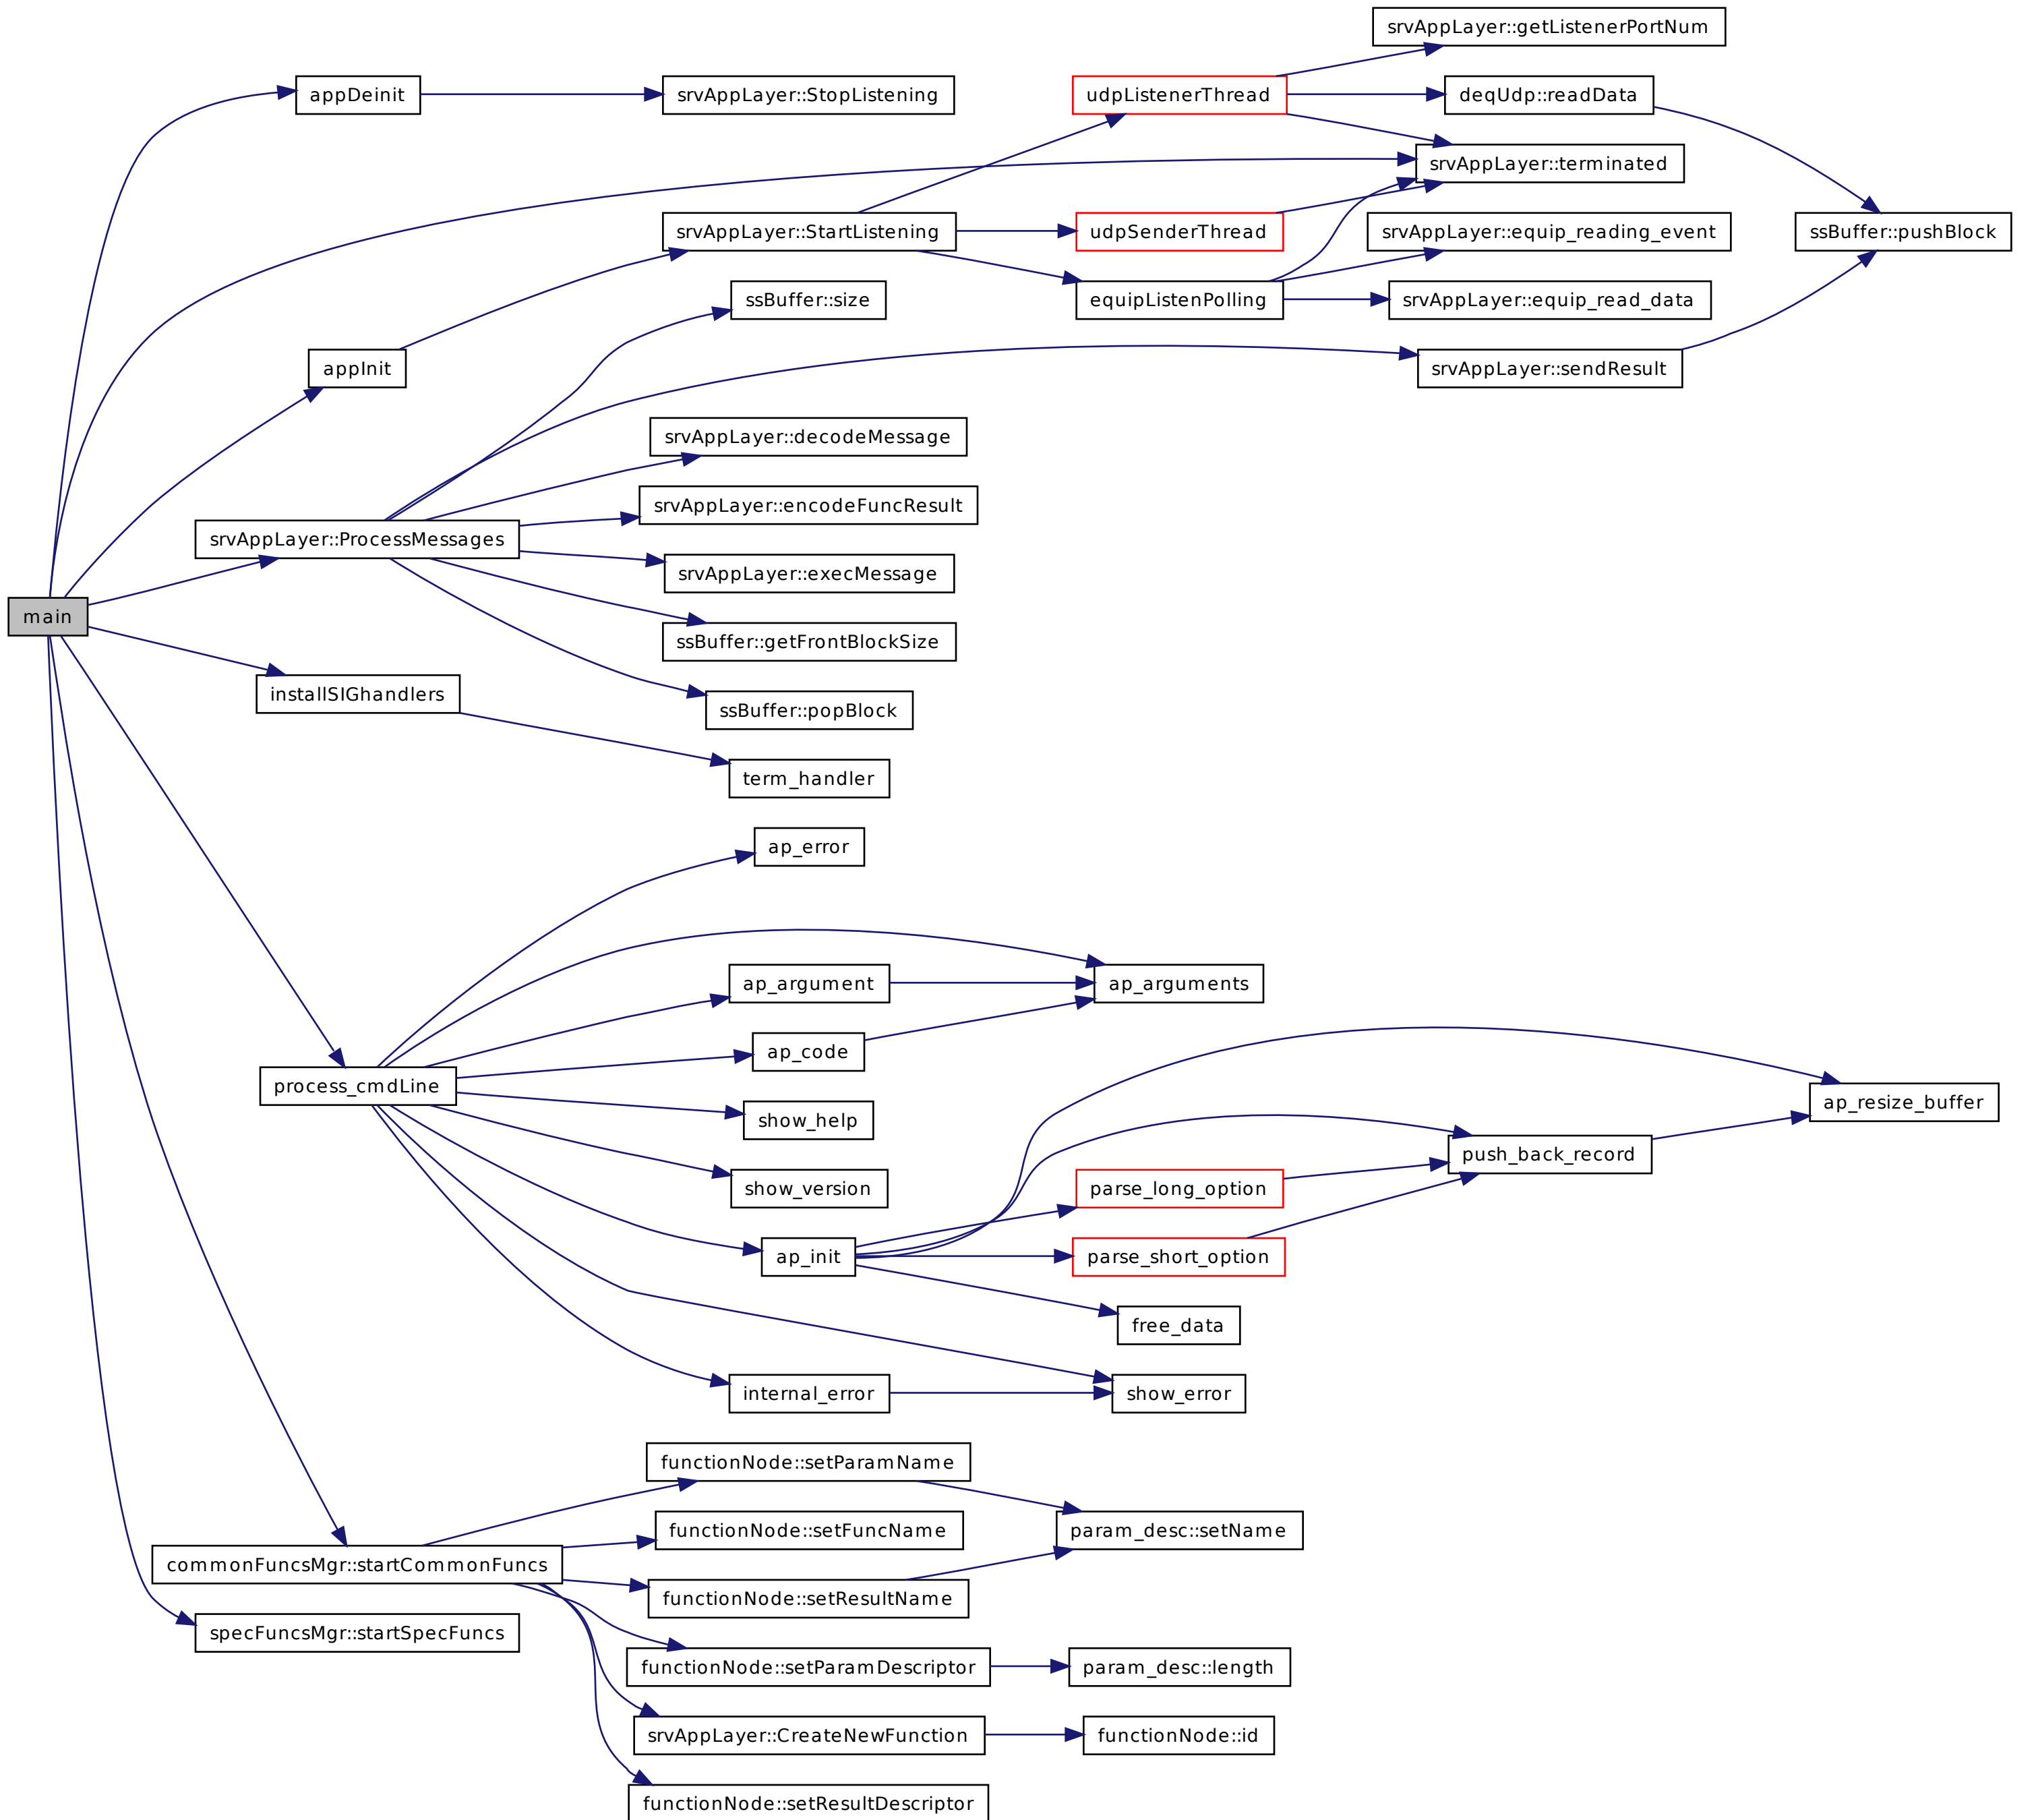 srvAppLayer::getListenerPortNum
appDeinit
srvAppLayer::StopListening
udpListenerThread
deqUdp::readData
srvAppLayer::terminated
srvAppLayer::StartListening
udpSenderThread
srvAppLayer::equip_reading_event
ssBuffer::pushBlock
ssBuffer::size
equipListenPolling
srvAppLayer::equip_read_data
appInit
srvAppLayer::sendResult
srvAppLayer::decodeMessage
srvAppLayer::encodeFuncResult
srvAppLayer::ProcessMessages
srvAppLayer::execMessage
main
ssBuffer::getFrontBlockSize
installSIGhandlers
ssBuffer::popBlock
term_handler
ap_error
ap_argument
ap_arguments
ap_code
process_cmdLine
ap_resize_buffer
show_help
push_back_record
show_version
parse_long_option
ap_init
parse_short_option
free_data
internal_error
show_error
functionNode::setParamName
functionNode::setFuncName
param_desc::setName
commonFuncsMgr::startCommonFuncs
functionNode::setResultName
specFuncsMgr::startSpecFuncs
functionNode::setParamDescriptor
param_desc::length
srvAppLayer::CreateNewFunction
functionNode::id
functionNode::setResultDescriptor